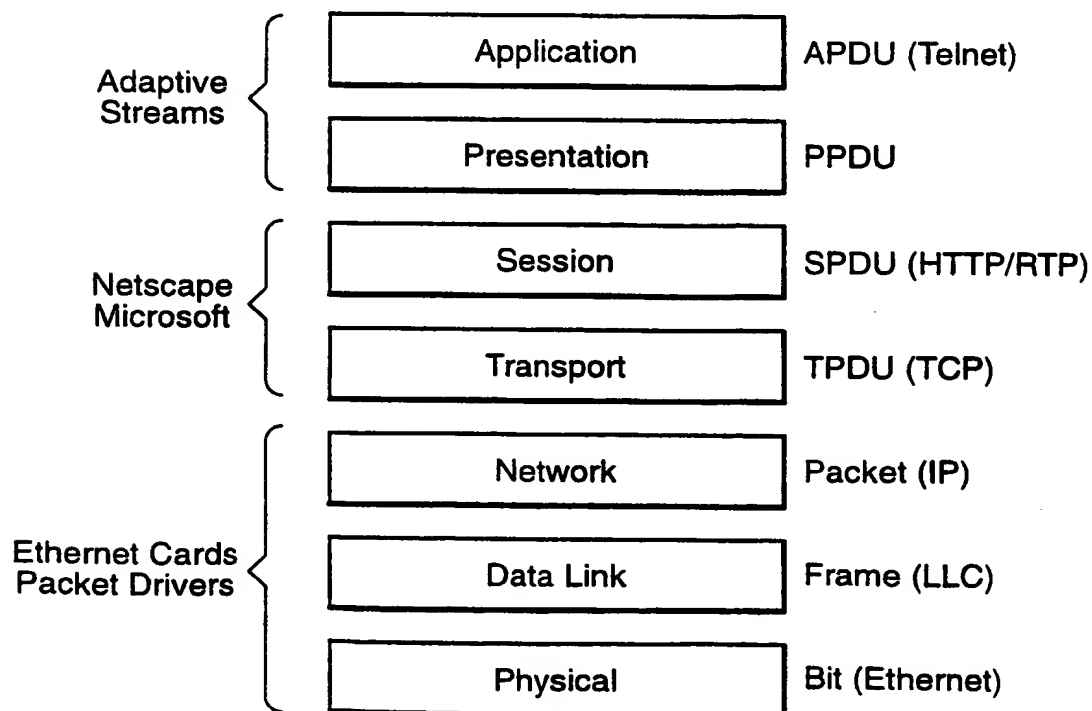 Adaptive
Streams
Application
APDU (Telnet)
Presentation
PPDU
Netscape
Microsoft
Session
SPDU (HTTP/RTP)
Transport
TPDU (TCP)
Ethernet Cards
Packet Drivers
Network
Packet (IP)
Data Link
Frame (LLC)
Physical
Bit (Ethernet)